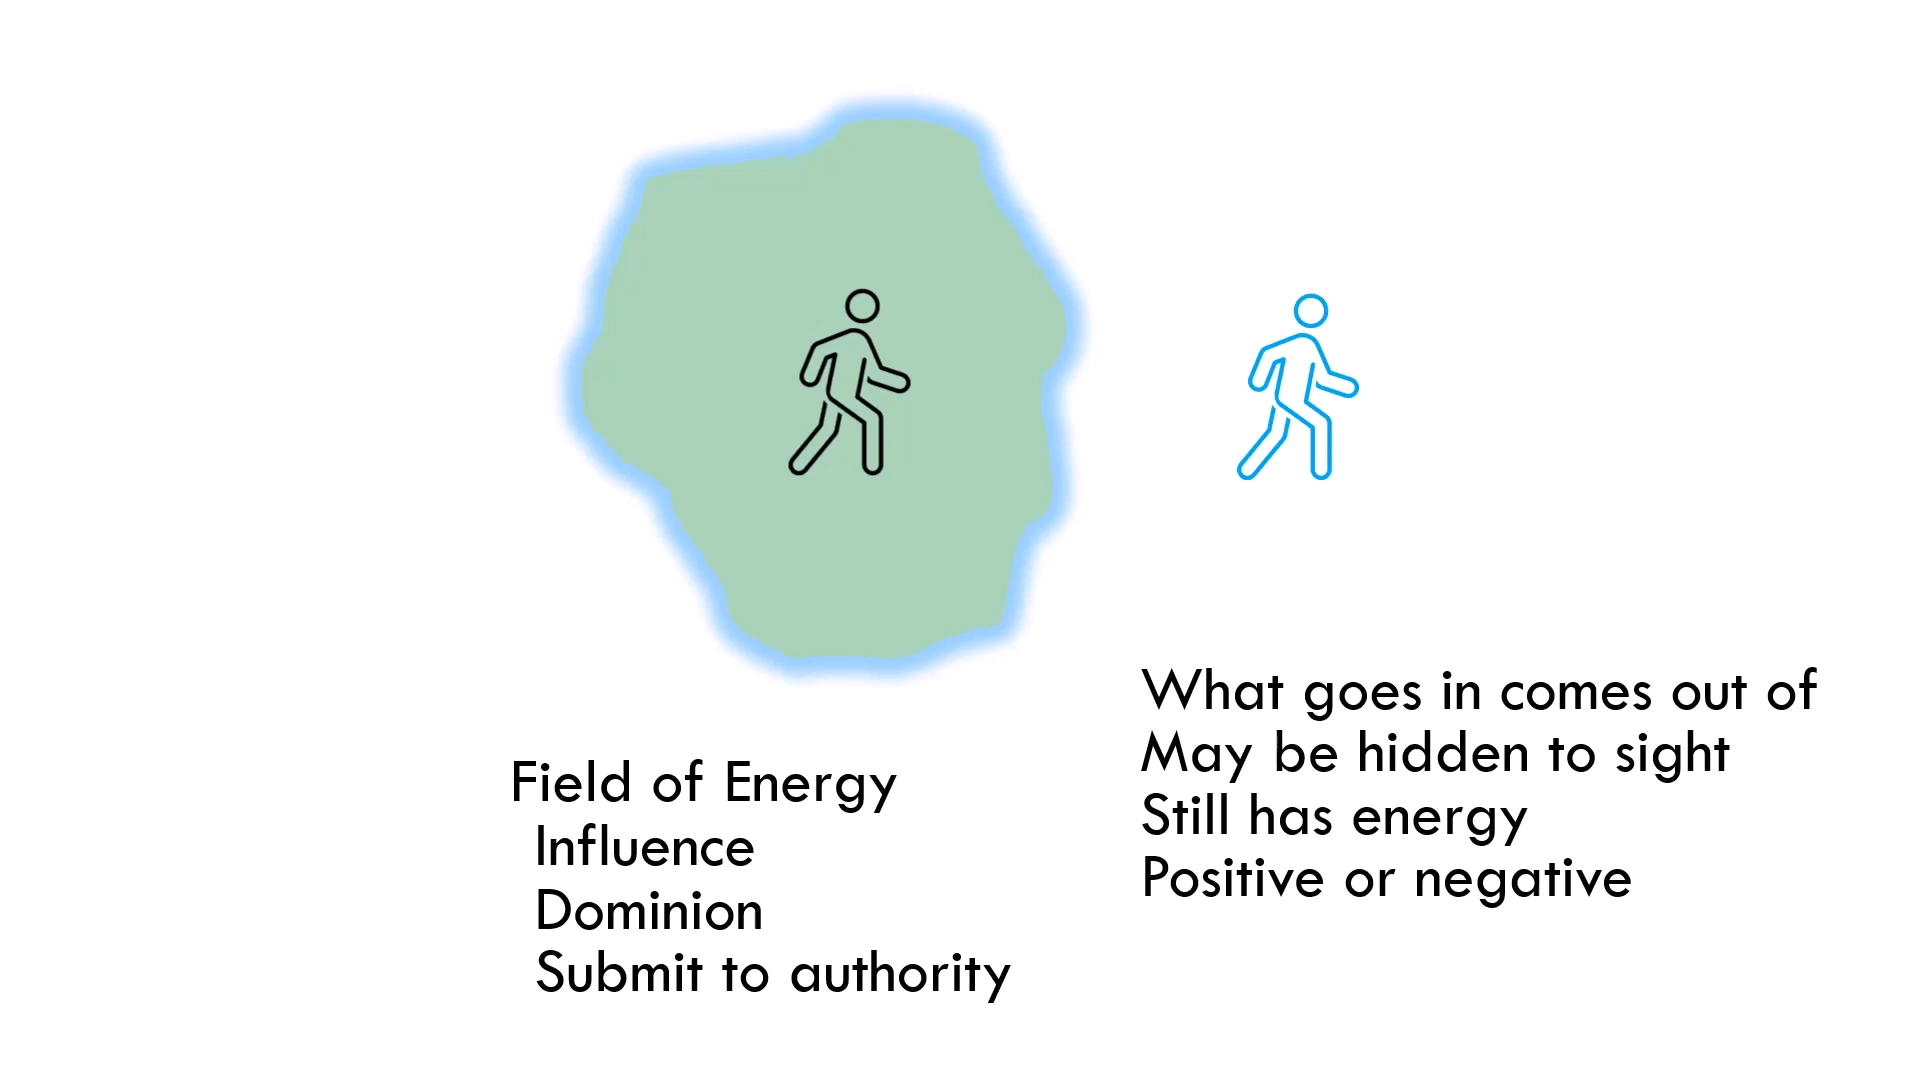 Field of Energy
Influence
Dominion
Submit to authority
What goes in comes out of
May be hidden to sight
Still has energy
Positive or negative